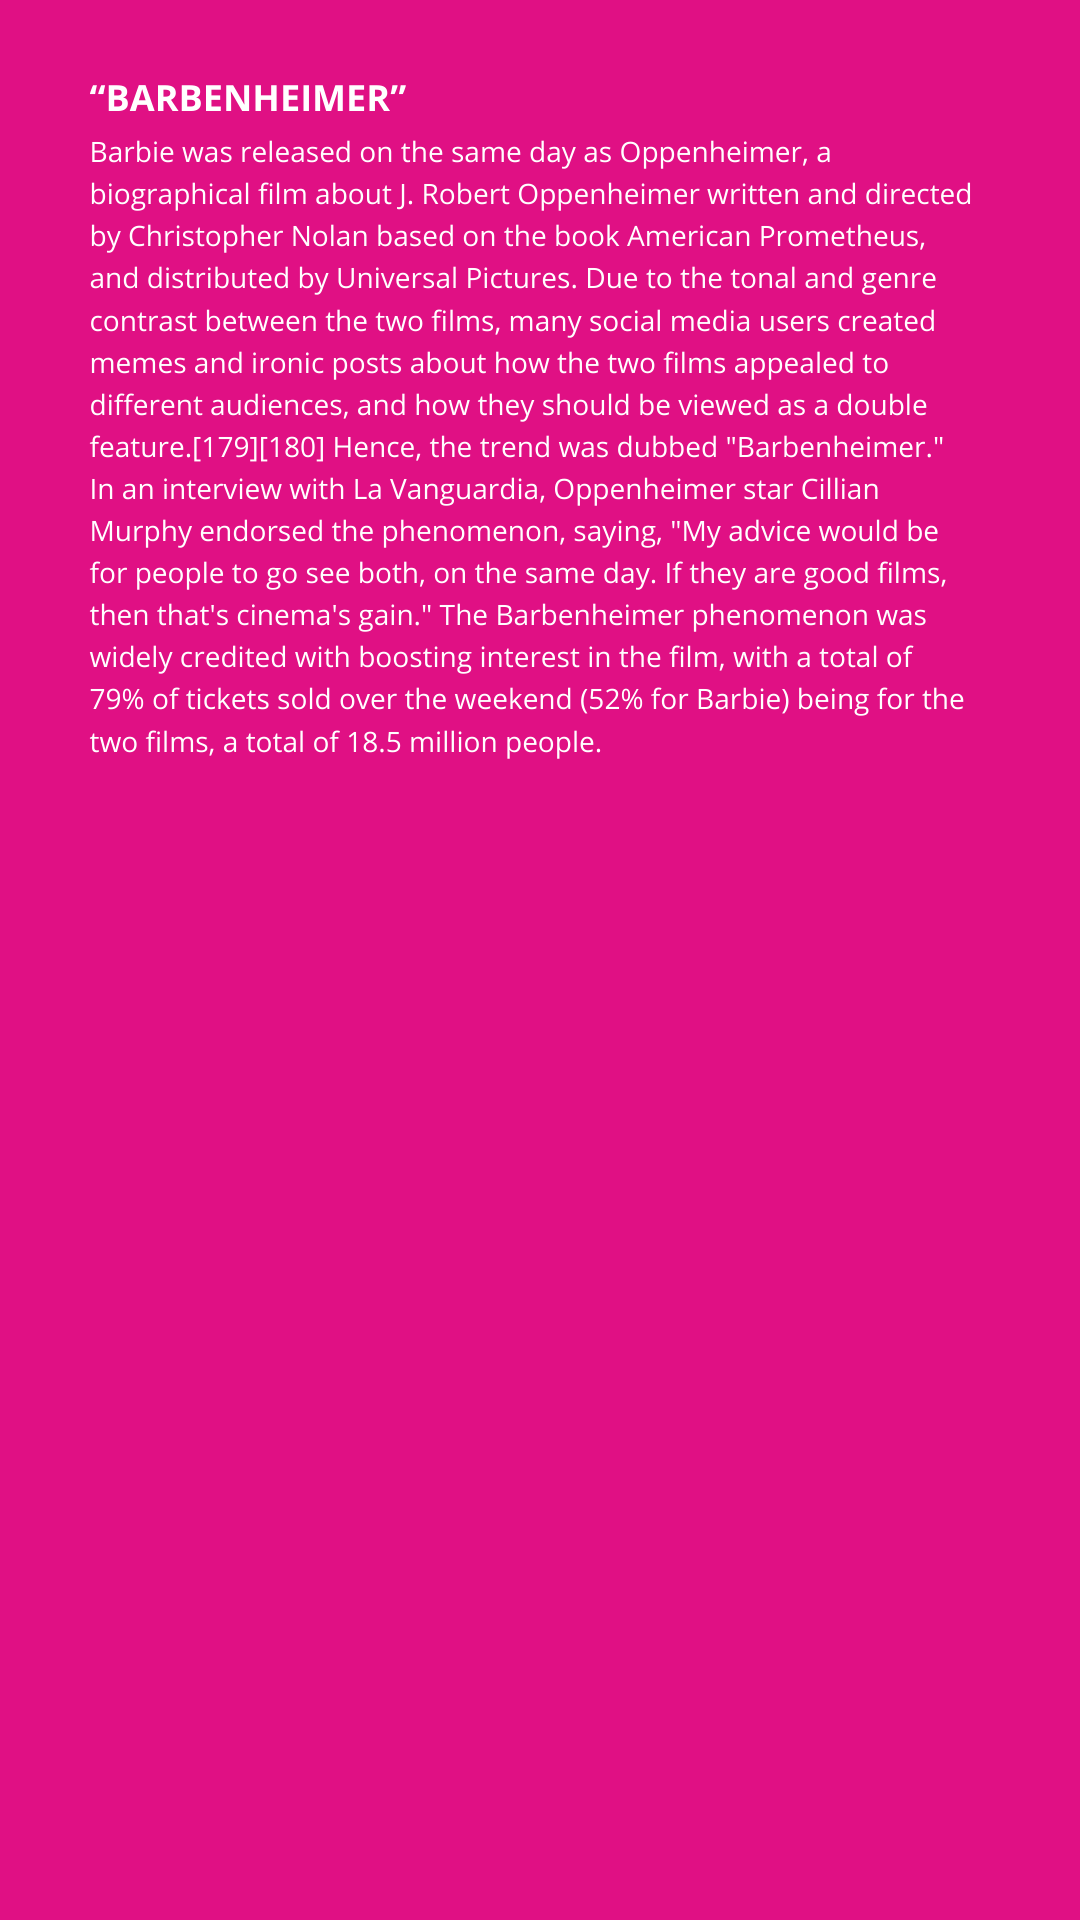 “BARBENHEIMER”
Barbie was released on the same day as Oppenheimer, a
biographical film about J. Robert Oppenheimer written and directed
by Christopher Nolan based on the book American Prometheus,
and distributed by Universal Pictures. Due to the tonal and genre
contrast between the two films, many social media users created
memes and ironic posts about how the two films appealed to
different audiences, and how they should be viewed as a double
feature.[179][180] Hence, the trend was dubbed "Barbenheimer."
In an interview with La Vanguardia, Oppenheimer star Cillian
Murphy endorsed the phenomenon, saying, "My advice would be
for people to go see both, on the same day. If they are good films,
then that's cinema's gain." The Barbenheimer phenomenon was
widely credited with boosting interest in the film, with a total of
79% of tickets sold over the weekend (52% for Barbie) being for the
two films, a total of 18.5 million people.